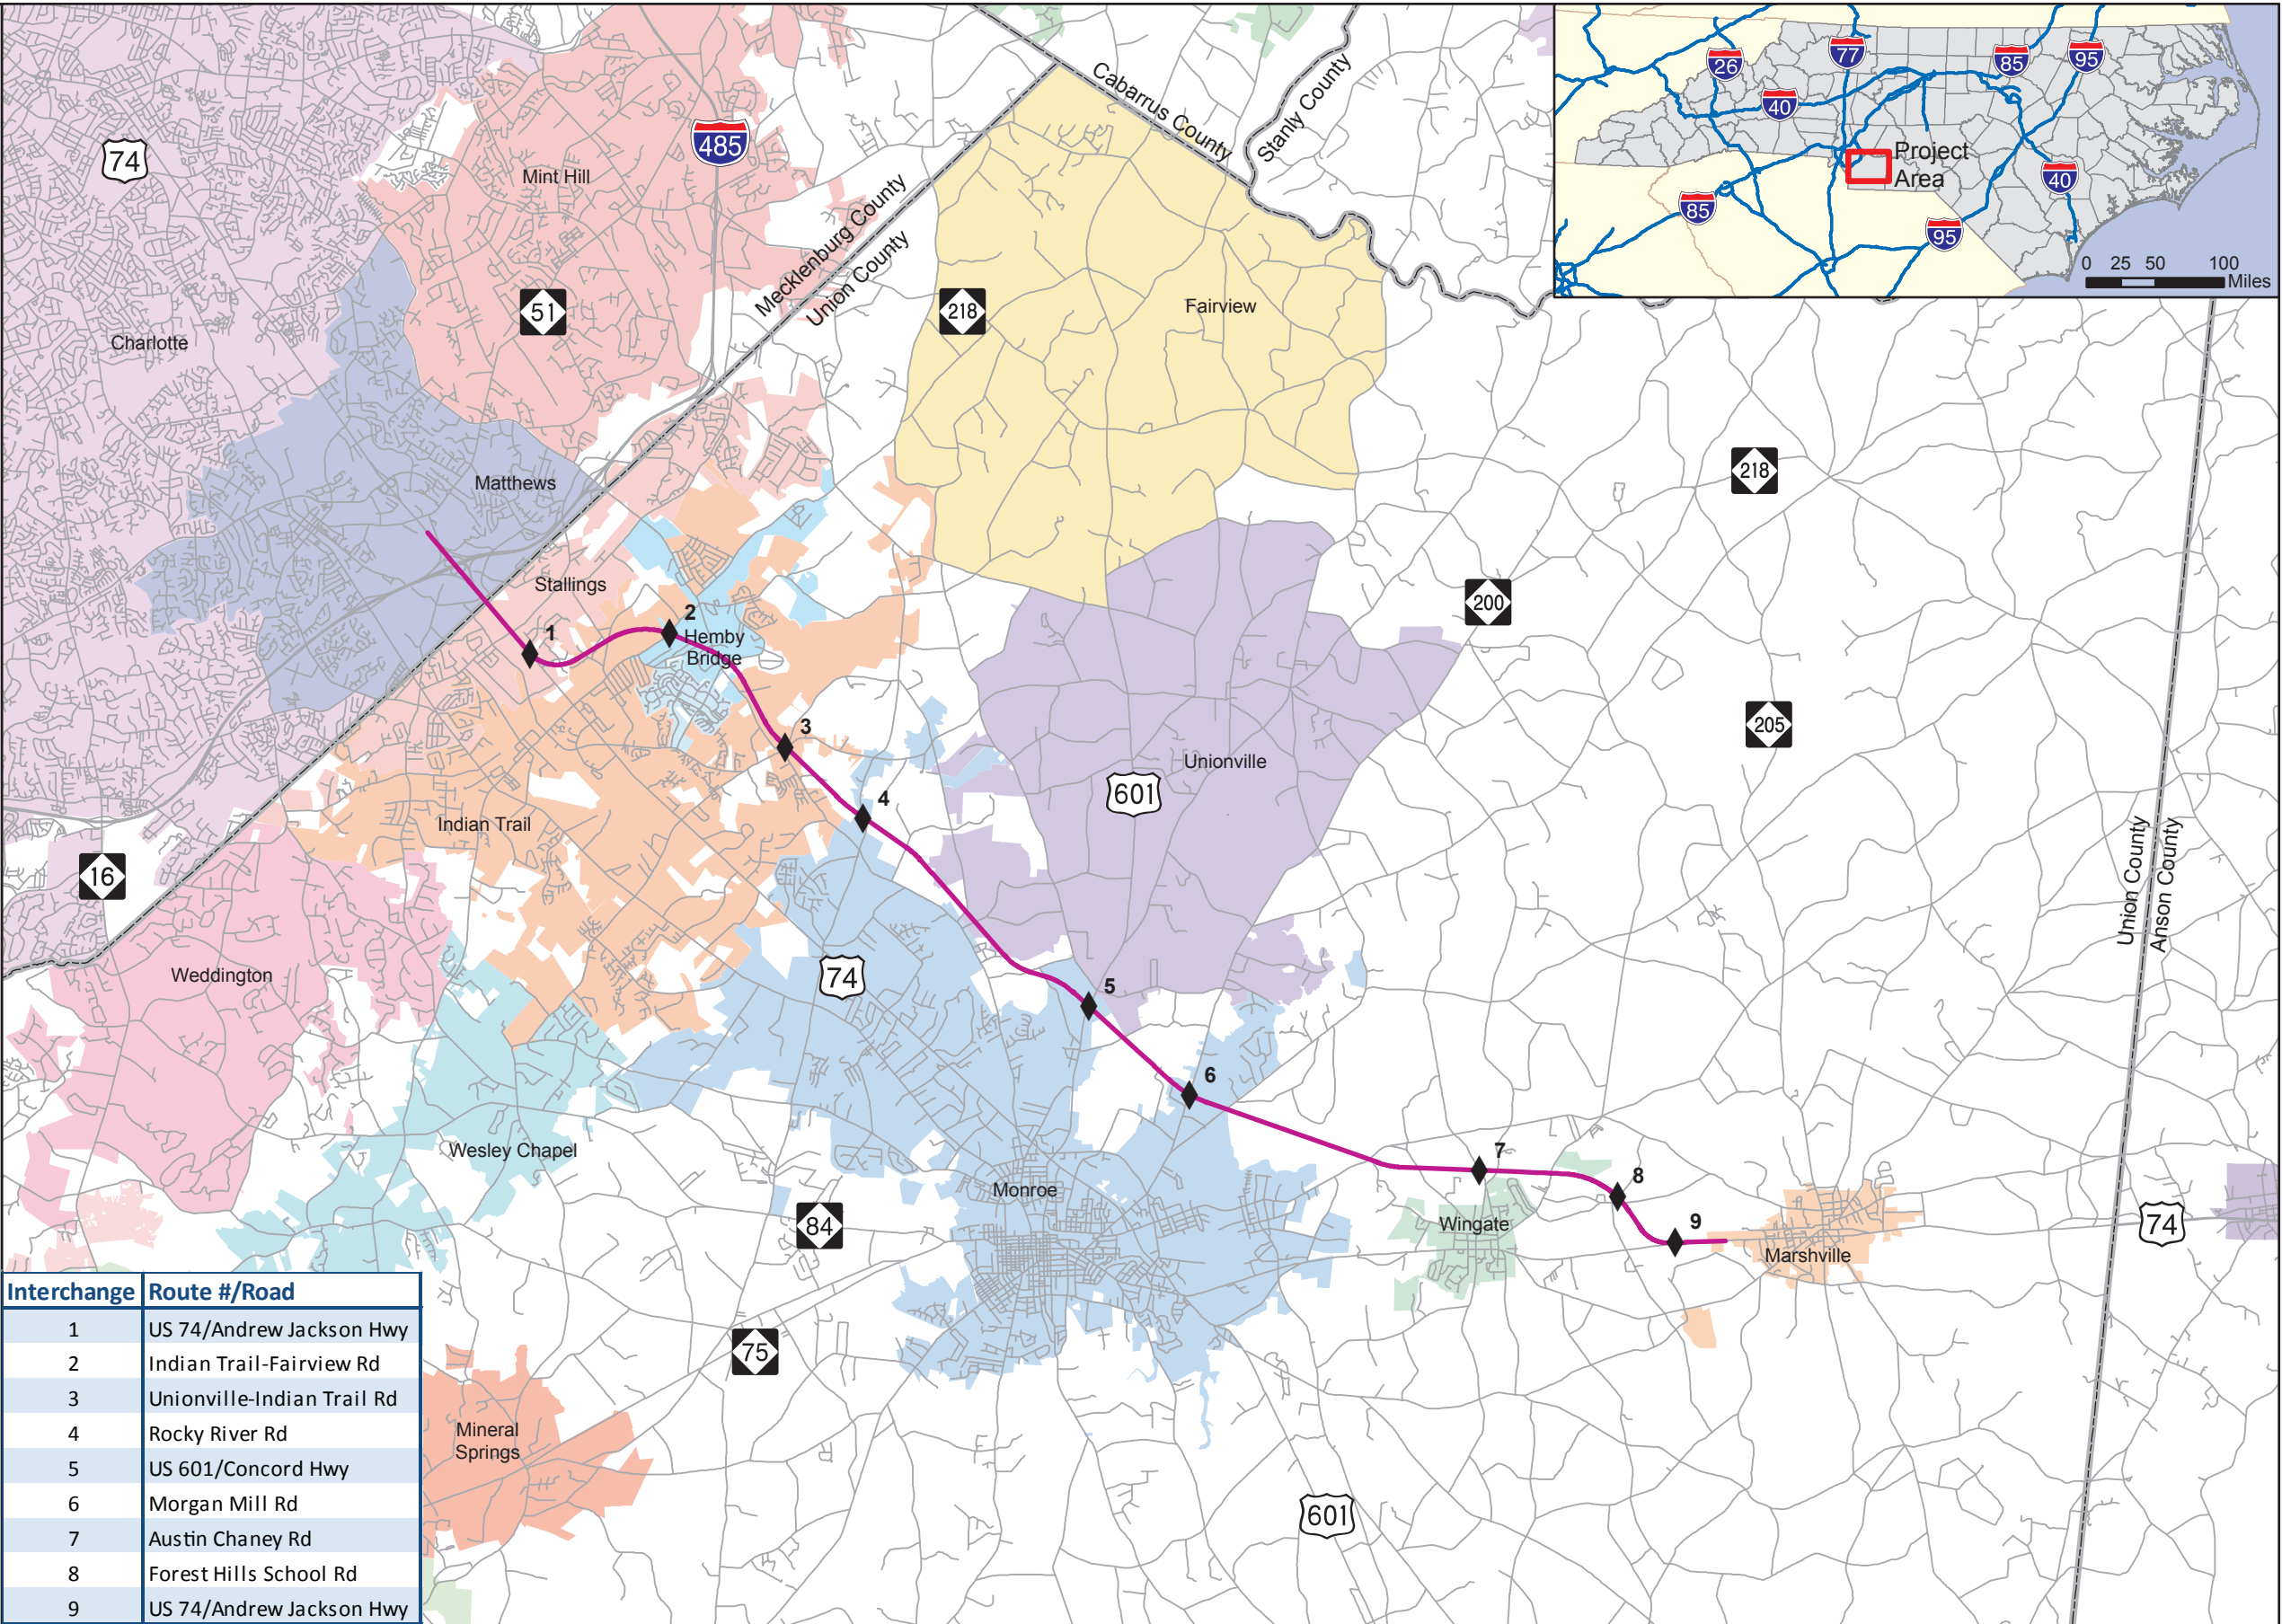 74
485
Mint Hill
51
Charlotte
Mecklenburg County
Union County
Cabarrus County
Stanly County
218
Fairview
26
77
85
95
40
Project
Area
85
40
95
0 25 50 100
Miles
Matthews
218
Stallings
200
1
2
Hemby
Bridge
3
205
Unionville
601
4
Indian Trail
16
Union County
Anson County
Weddington
74
5
6
Wesley Chapel
7
Monroe
8
84
Wingate
9
74
Marshville
75
Mineral
Springs
601
Interchange Route #/Road
1 US 74/Andrew Jackson Hwy
2 Indian Trail-Fairview Rd
3 Unionville-Indian Trail Rd
4 Rocky River Rd
5 US 601/Concord Hwy
6 Morgan Mill Rd
7 Austin Chaney Rd
8 Forest Hills School Rd
9 US 74/Andrew Jackson Hwy